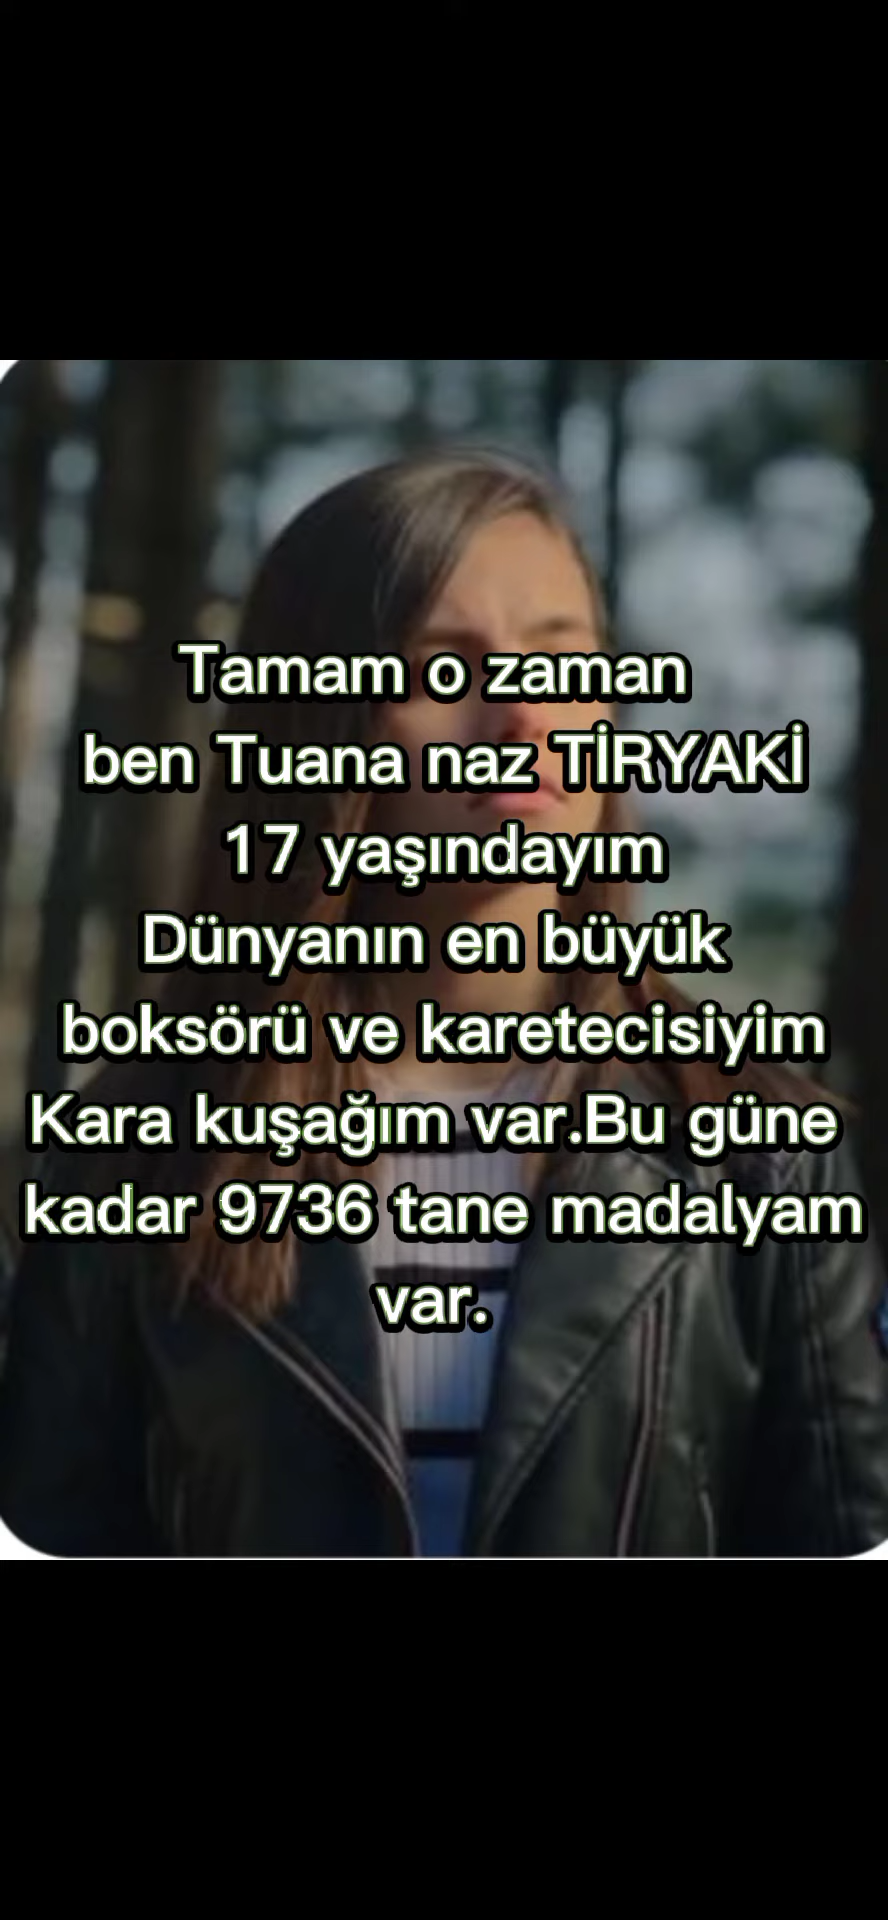 Tamam o zaman
ben Tuana naz TİRYAKİ
17 yaşındayım
Dünyanın en büyük
boksörü ve karetecisiyim
Kara kuşağım var.Bu güne
kadar 9736 tane madalyam
var.